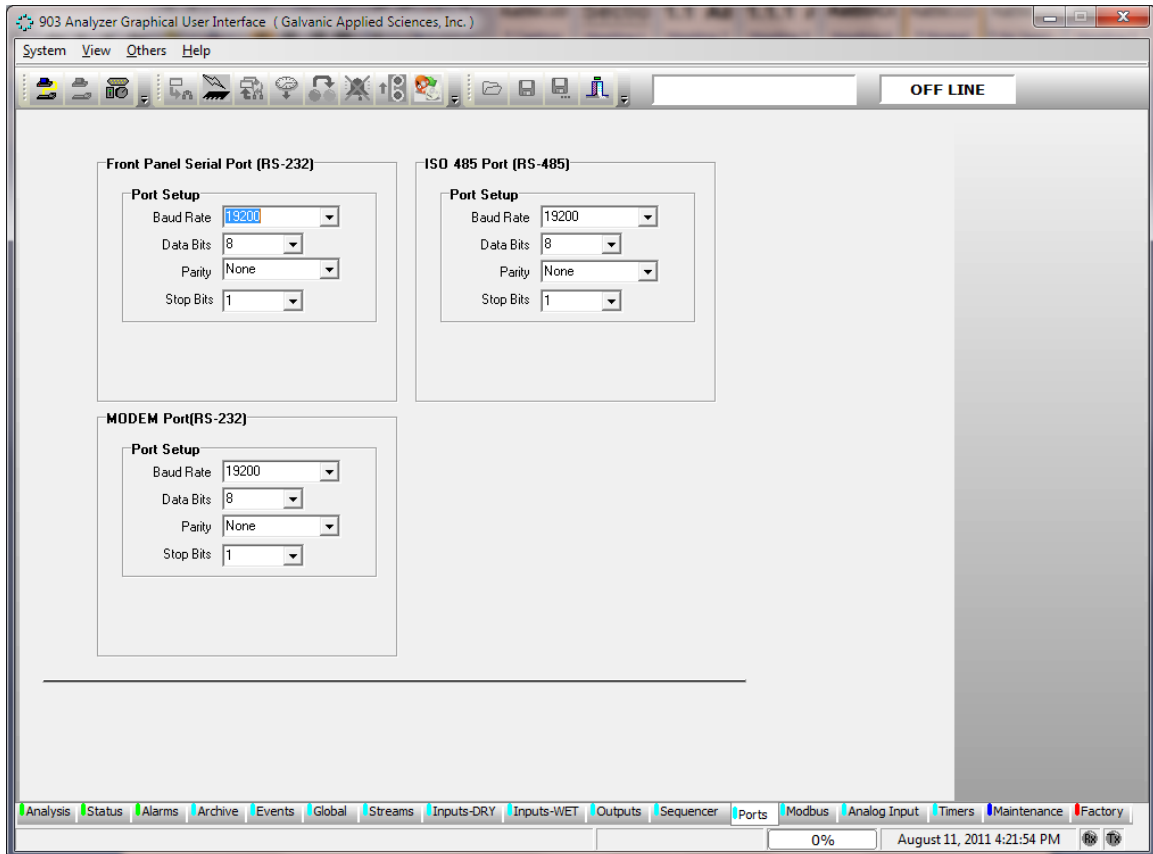 903 Analyzer Graphical User Interface ( Galvanic Applied Sciences, Inc. )
System View Others Help
OFF LINE
Front Panel Serial Port (RS-232)
Port Setup
Baud Rate 19200
Data Bits 8
Parity None
Stop Bits 1
ISO 485 Port (RS-485)
Port Setup
Baud Rate 19200
Data Bits 8
Parity None
Stop Bits 1
MODEM Port(RS-232)
Port Setup
Baud Rate 19200
Data Bits 8
Parity None
Stop Bits 1
Analysis Status Alarms Archive Events Global Streams Inputs-DRY Inputs-WET Outputs Sequencer Ports Modbus Analog Input Timers Maintenance Factory
0% August 11, 2011 4:21:54 PM Rx Tx